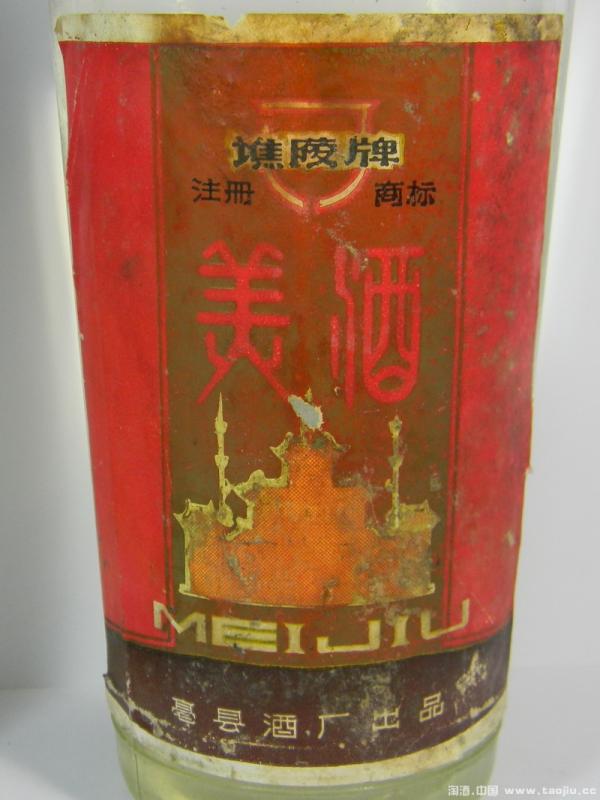 譙陵牌
注册 商标
美酒
MEIJIU
亳县酒厂出品
淘酒.中国 www.taojiu.cc